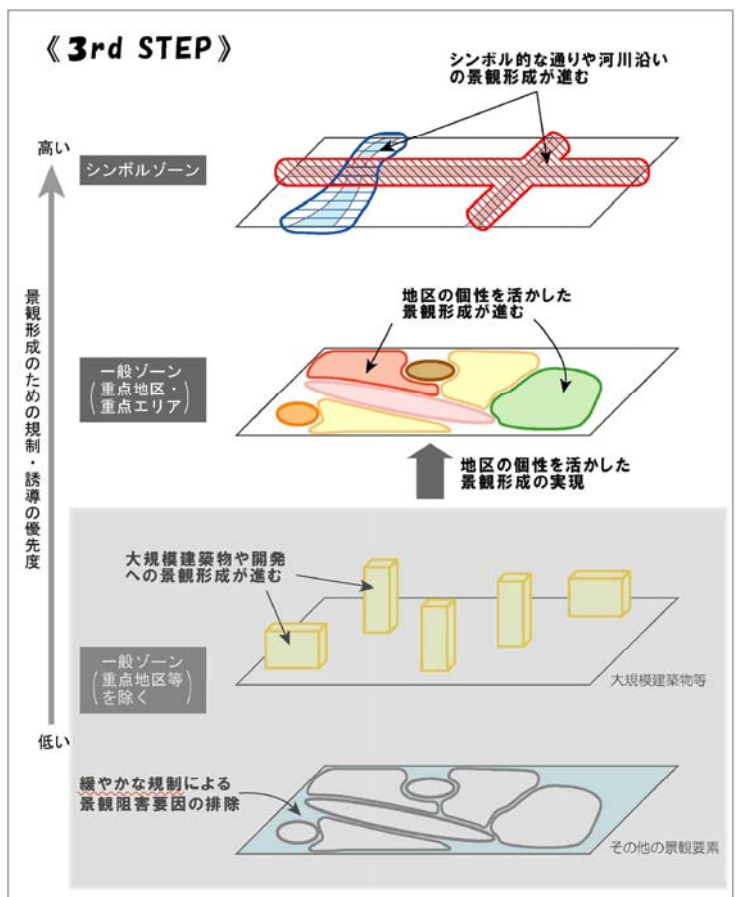 《3rd STEP》
シンボル的な通りや河川沿い
の景観形成が進む
高い
シンボルゾーン
景観形成のための規制・誘導の優先度
地区の個性を活かした
景観形成が進む
一般ゾーン
(重点地区・
重点エリア)
地区の個性を活かした
景観形成の実現
大規模建築物や開発
への景観形成が進む
一般ゾーン
(重点地区等
を除く)
大規模建築物等
低い
緩やかな規制による
景観阻害要因の排除
その他の景観要素